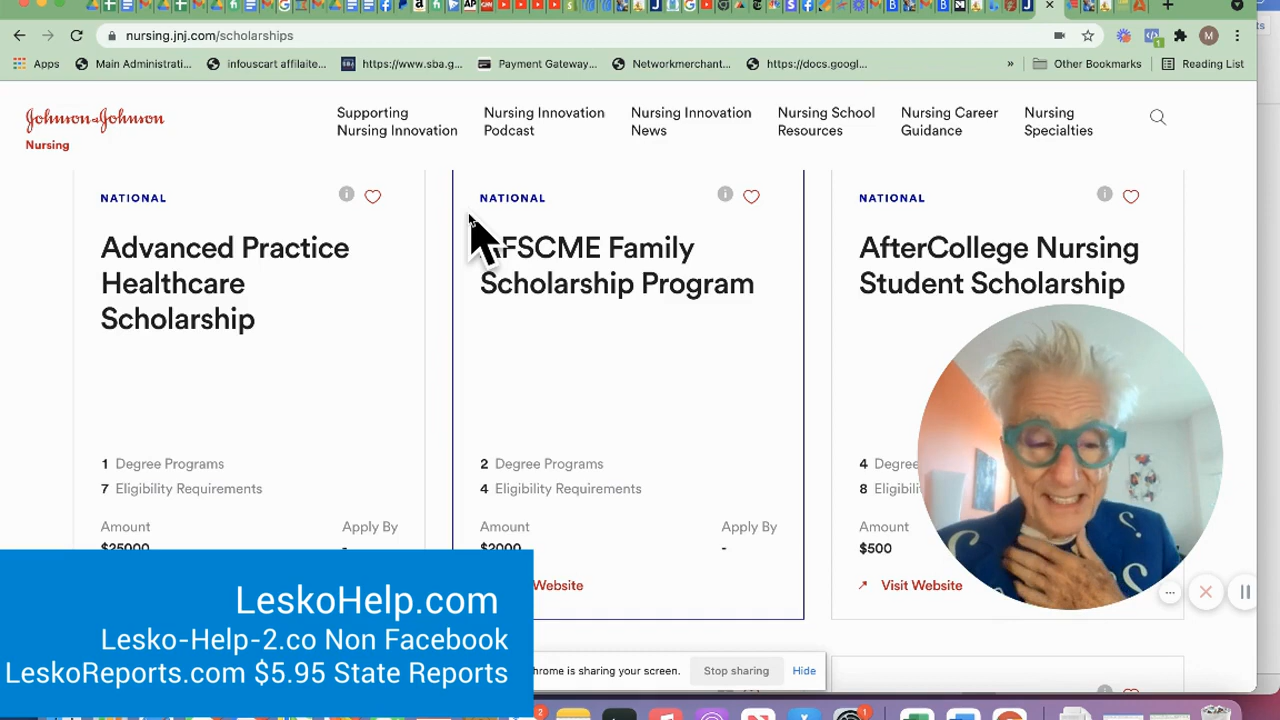 nursing.jnj.com/scholarships
M
Apps
Main Administrati...
infouscart affilaite...
https://www.sba.g...
Payment Gateway...
Networkmerchant...
https://docs.googl...
»
Other Bookmarks
Reading List
Johnson & Johnson
Nursing
Supporting
Nursing Innovation
Nursing Innovation
Podcast
Nursing Innovation
News
Nursing School
Resources
Nursing Career
Guidance
Nursing
Specialties
NATIONAL
Advanced Practice
Healthcare
Scholarship
1 Degree Programs
7 Eligibility Requirements
Amount Apply By
$25000 -
NATIONAL
AFSCME Family
Scholarship Program
2 Degree Programs
4 Eligibility Requirements
Amount Apply By
$2000 -
Website
NATIONAL
AfterCollege Nursing
Student Scholarship
4 Degree
8 Eligibili
Amount
$500
Visit Website
LeskoHelp.com
Lesko-Help-2.co Non Facebook
LeskoReports.com $5.95 State Reports
hrome is sharing your screen.
Stop sharing
Hide